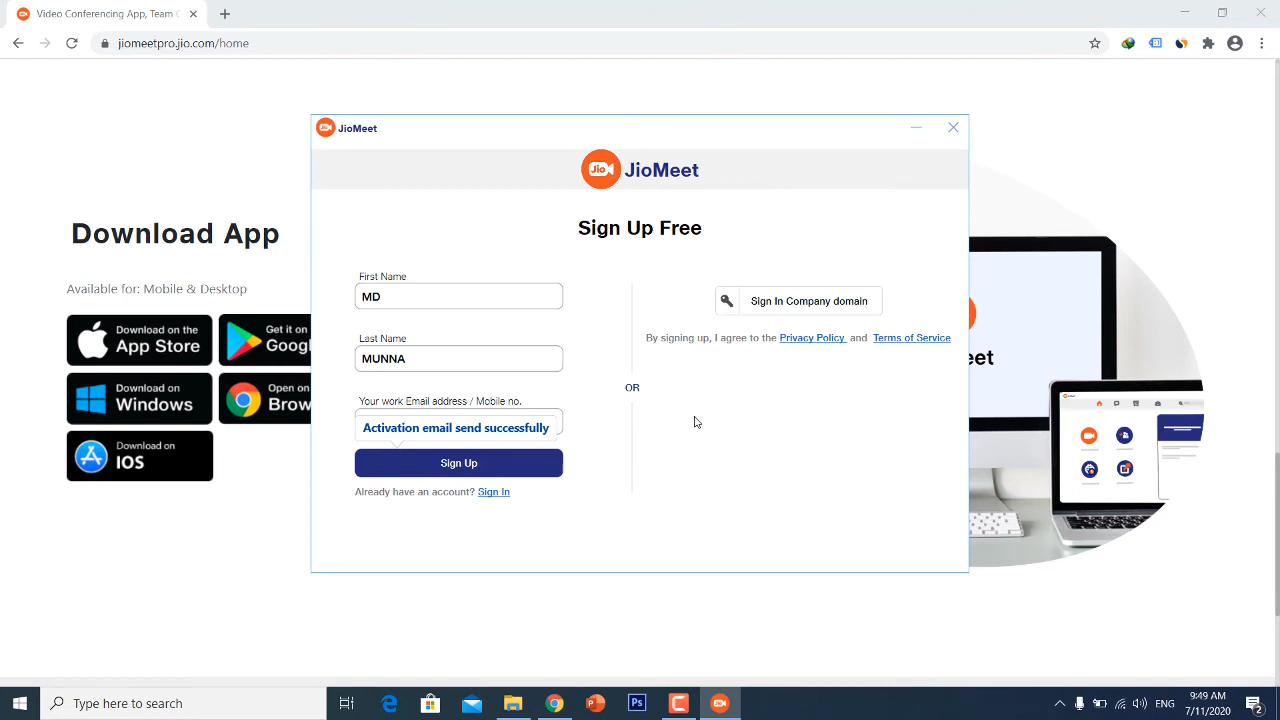 Video Conferencing App, Team C
jiomeetpro.jio.com/home
JioMeet
Jio JioMeet
Sign Up Free
Download App
Available for: Mobile & Desktop
Download on the
App Store
Get it on
Goog
Download on
Windows
Open on
Brow
Download on
IOS
First Name
MD
Last Name
MUNNA
Your work Email address / Mobile no.
Activation email send successfully
Sign Up
Already have an account? Sign In
OR
Sign In Company domain
By signing up, I agree to the Privacy Policy and Terms of Service
eet
Type here to search
Ps
ENG
9:49 AM
7/11/2020
2